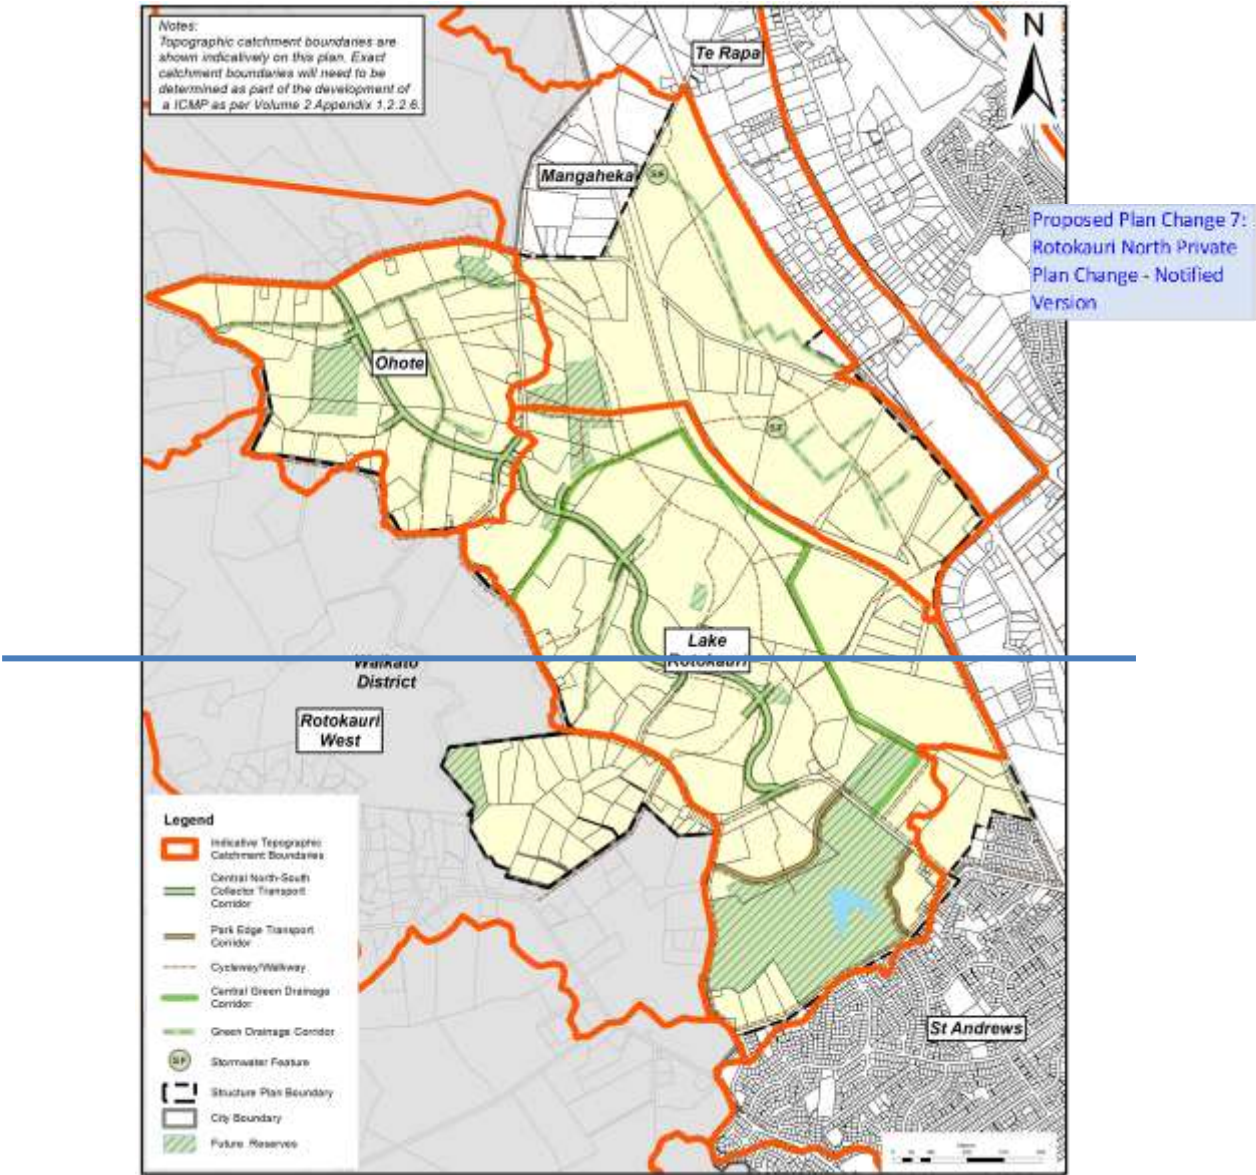 Notes:
Topographic catchment boundaries are
shown indicatively on this plan. Exact
catchment boundaries will need to be
determined as part of the development of
a ICMP as per Volume 2 Appendix 1.2.2.6.
N
Te Rapa
Mangaheka
SF
Proposed Plan Change 7:
Rotokauri North Private
Plan Change - Notified
Version
Ohote
SF
Lake
Rotokauri
Waikato
District
Rotokauri
West
Legend
Indicative Topographic
Catchment Boundaries
Central North-South
Collector Transport
Corridor
Park Edge Transport
Corridor
Cycleway/Walkway
Central Green Drainage
Corridor
Green Drainage Corridor
SF
Stormwater Feature
Structure Plan Boundary
City Boundary
Future Reserves
St Andrews